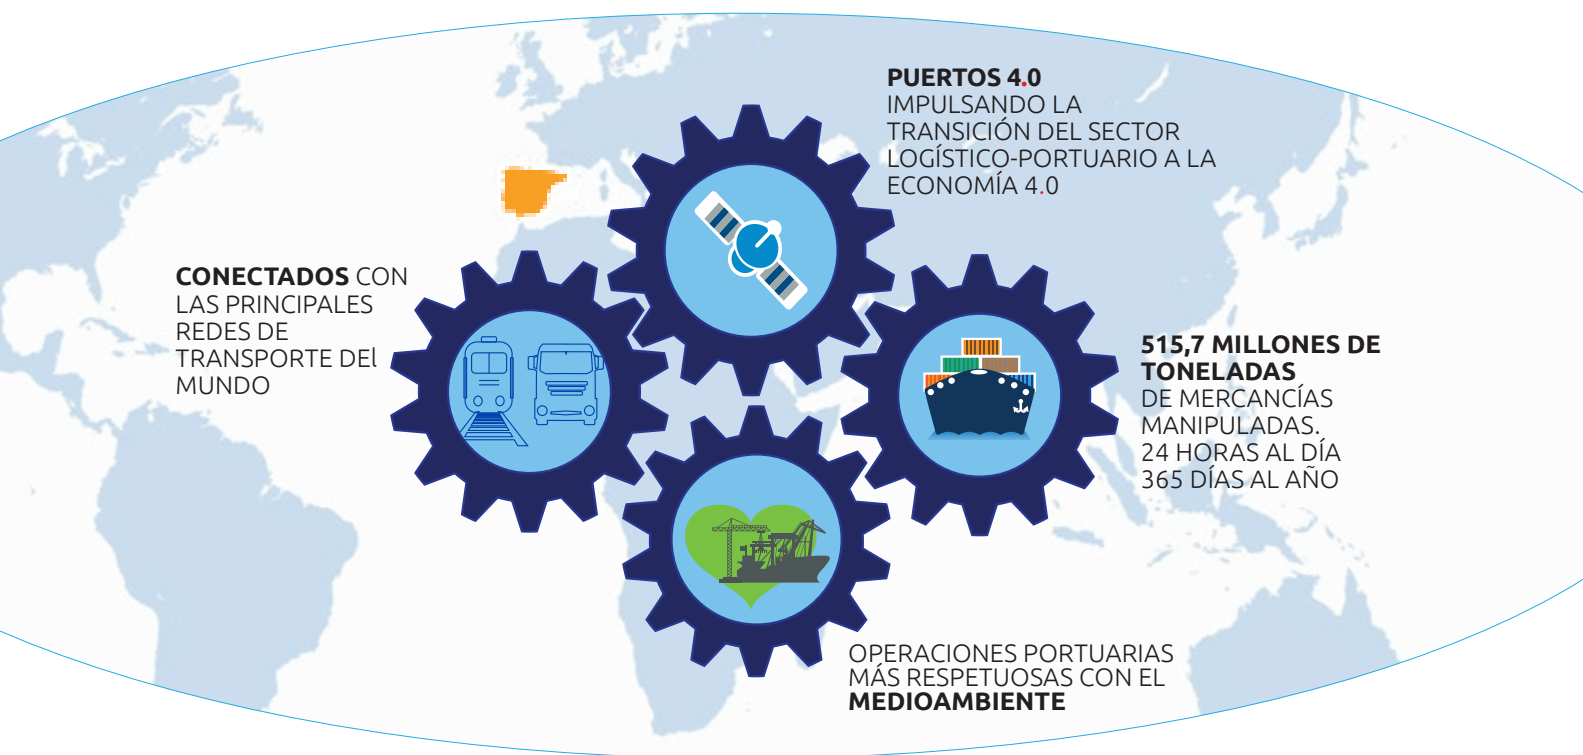 PUERTOS 4.0
IMPULSANDO LA
TRANSICIÓN DEL SECTOR
LOGÍSTICO-PORTUARIO A LA
ECONOMÍA 4.0
CONECTADOS CON
LAS PRINCIPALES
REDES DE
TRANSPORTE DEl
MUNDO
515,7 MILLONES DE
TONELADAS
DE MERCANCÍAS
MANIPULADAS.
24 HORAS AL DÍA
365 DÍAS AL AÑO
OPERACIONES PORTUARIAS
MÁS RESPETUOSAS CON EL
MEDIOAMBIENTE